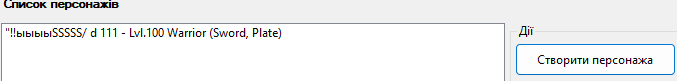 Список персонажів
"!!ыыыыSSSSS/ d 111 - Lvl.100 Warrior (Sword, Plate)
Дії
Створити персонажа